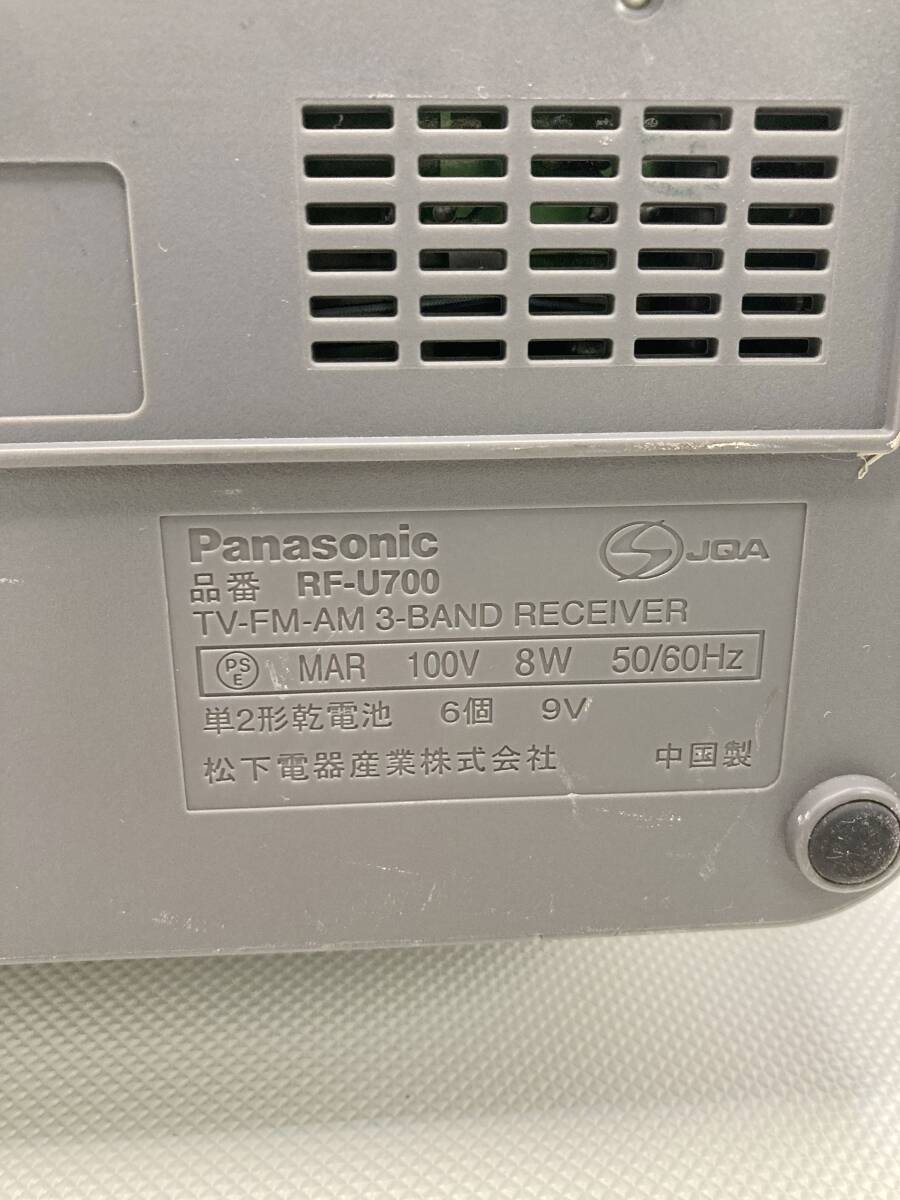 Panasonic
JQA
品番 RF-U700
TV-FM-AM 3-BAND RECEIVER
PSE MAR 100V 8W 50/60Hz
単2形乾電池 6個 9V
松下電器産業株式会社 中国製